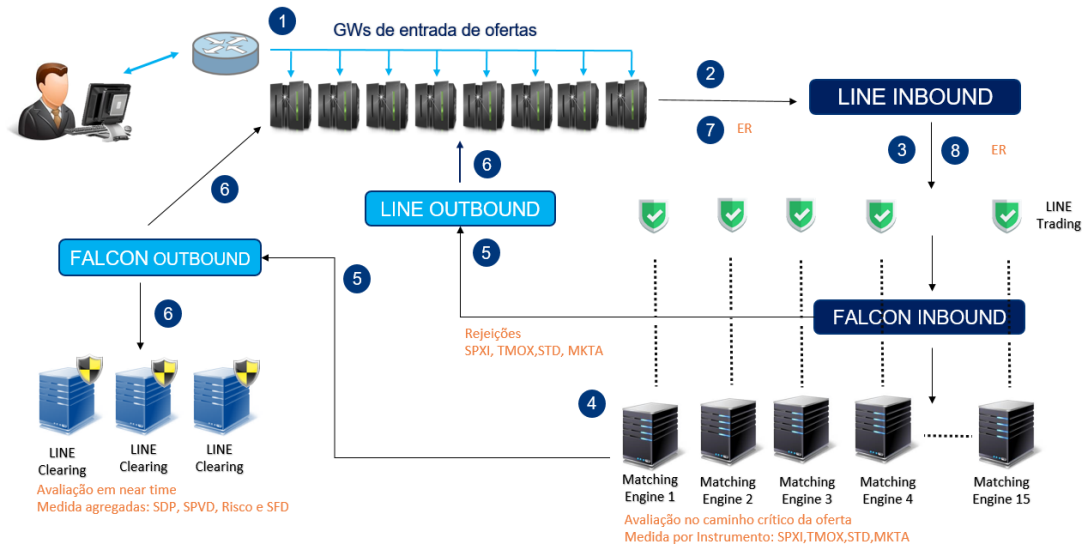 1
GWs de entrada de ofertas
2
LINE INBOUND
7
ER
3
8
ER
6
6
LINE OUTBOUND
LINE
Trading
FALCON OUTBOUND
5
5
FALCON INBOUND
6
Rejeições
SPXI, TMOX,STD, MKTA
4
LINE
Clearing
LINE
Clearing
LINE
Clearing
Matching
Engine 1
Matching
Engine 2
Matching
Engine 3
Matching
Engine 4
Matching
Engine 15
Avaliação em near time
Medida agregadas: SDP, SPVD, Risco e SFD
Avaliação no caminho crítico da oferta
Medida por Instrumento: SPXI,TMOX,STD,MKTA